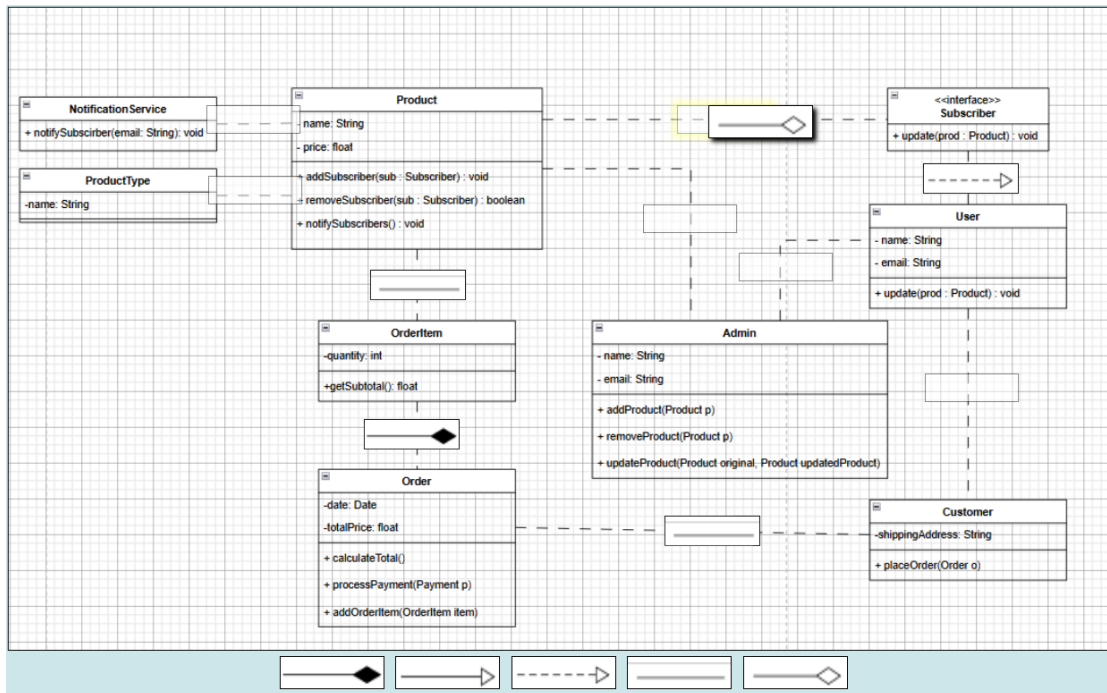 NotificationService
+ notifySubscirber(email: String): void
ProductType
-name: String
Product
- name: String
- price: float
+ addSubscriber(sub : Subscriber) : void
+ removeSubscriber(sub : Subscriber) : boolean
+ notifySubscribers() : void
<<interface>>
Subscriber
+ update(prod : Product) : void
User
- name: String
- email: String
+ update(prod : Product) : void
OrderItem
-quantity: int
+getSubtotal(): float
Admin
- name: String
- email: String
+ addProduct(Product p)
+ removeProduct(Product p)
+ updateProduct(Product original, Product updatedProduct)
Order
-date: Date
-totalPrice: float
+ calculateTotal()
+ processPayment(Payment p)
+ addOrderItem(OrderItem item)
Customer
-shippingAddress: String
+ placeOrder(Order o)